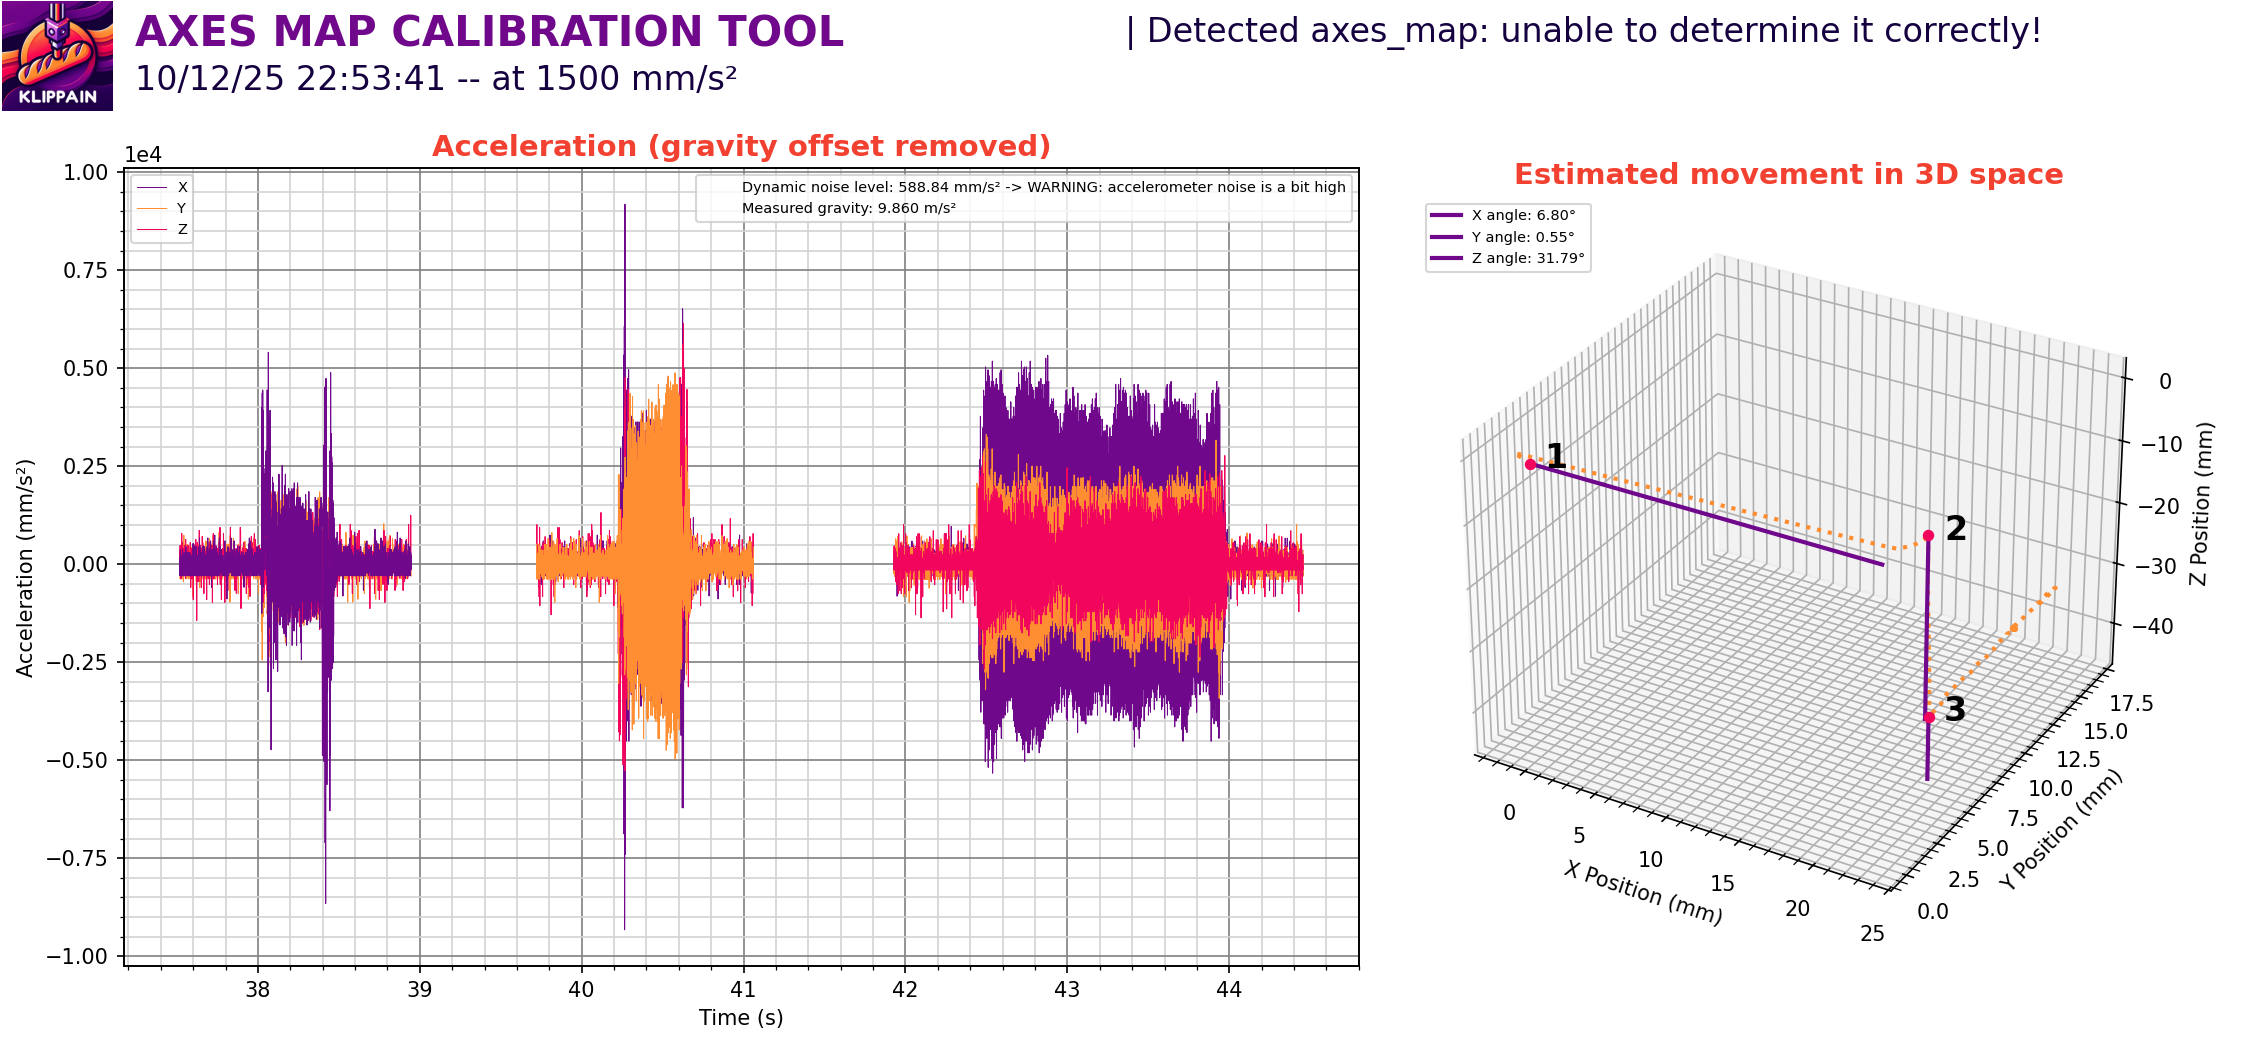 AXES MAP CALIBRATION TOOL
| Detected axes_map: unable to determine it correctly!
10/12/25 22:53:41 -- at 1500 mm/s²
KLIPPAIN
Acceleration (gravity offset removed)
1e4
X
Y
Z
Dynamic noise level: 588.84 mm/s² -> WARNING: accelerometer noise is a bit high
Measured gravity: 9.860 m/s²
1.00
0.75
0.50
0.25
0.00
−0.25
−0.50
−0.75
−1.00
Acceleration (mm/s²)
38
39
40
41
42
43
44
Time (s)
Estimated movement in 3D space
X angle: 6.80°
Y angle: 0.55°
Z angle: 31.79°
1
2
3
0
−10
−20
−30
−40
Z Position (mm)
0
5
10
15
20
25
X Position (mm)
0.0
2.5
5.0
7.5
10.0
12.5
15.0
17.5
Y Position (mm)